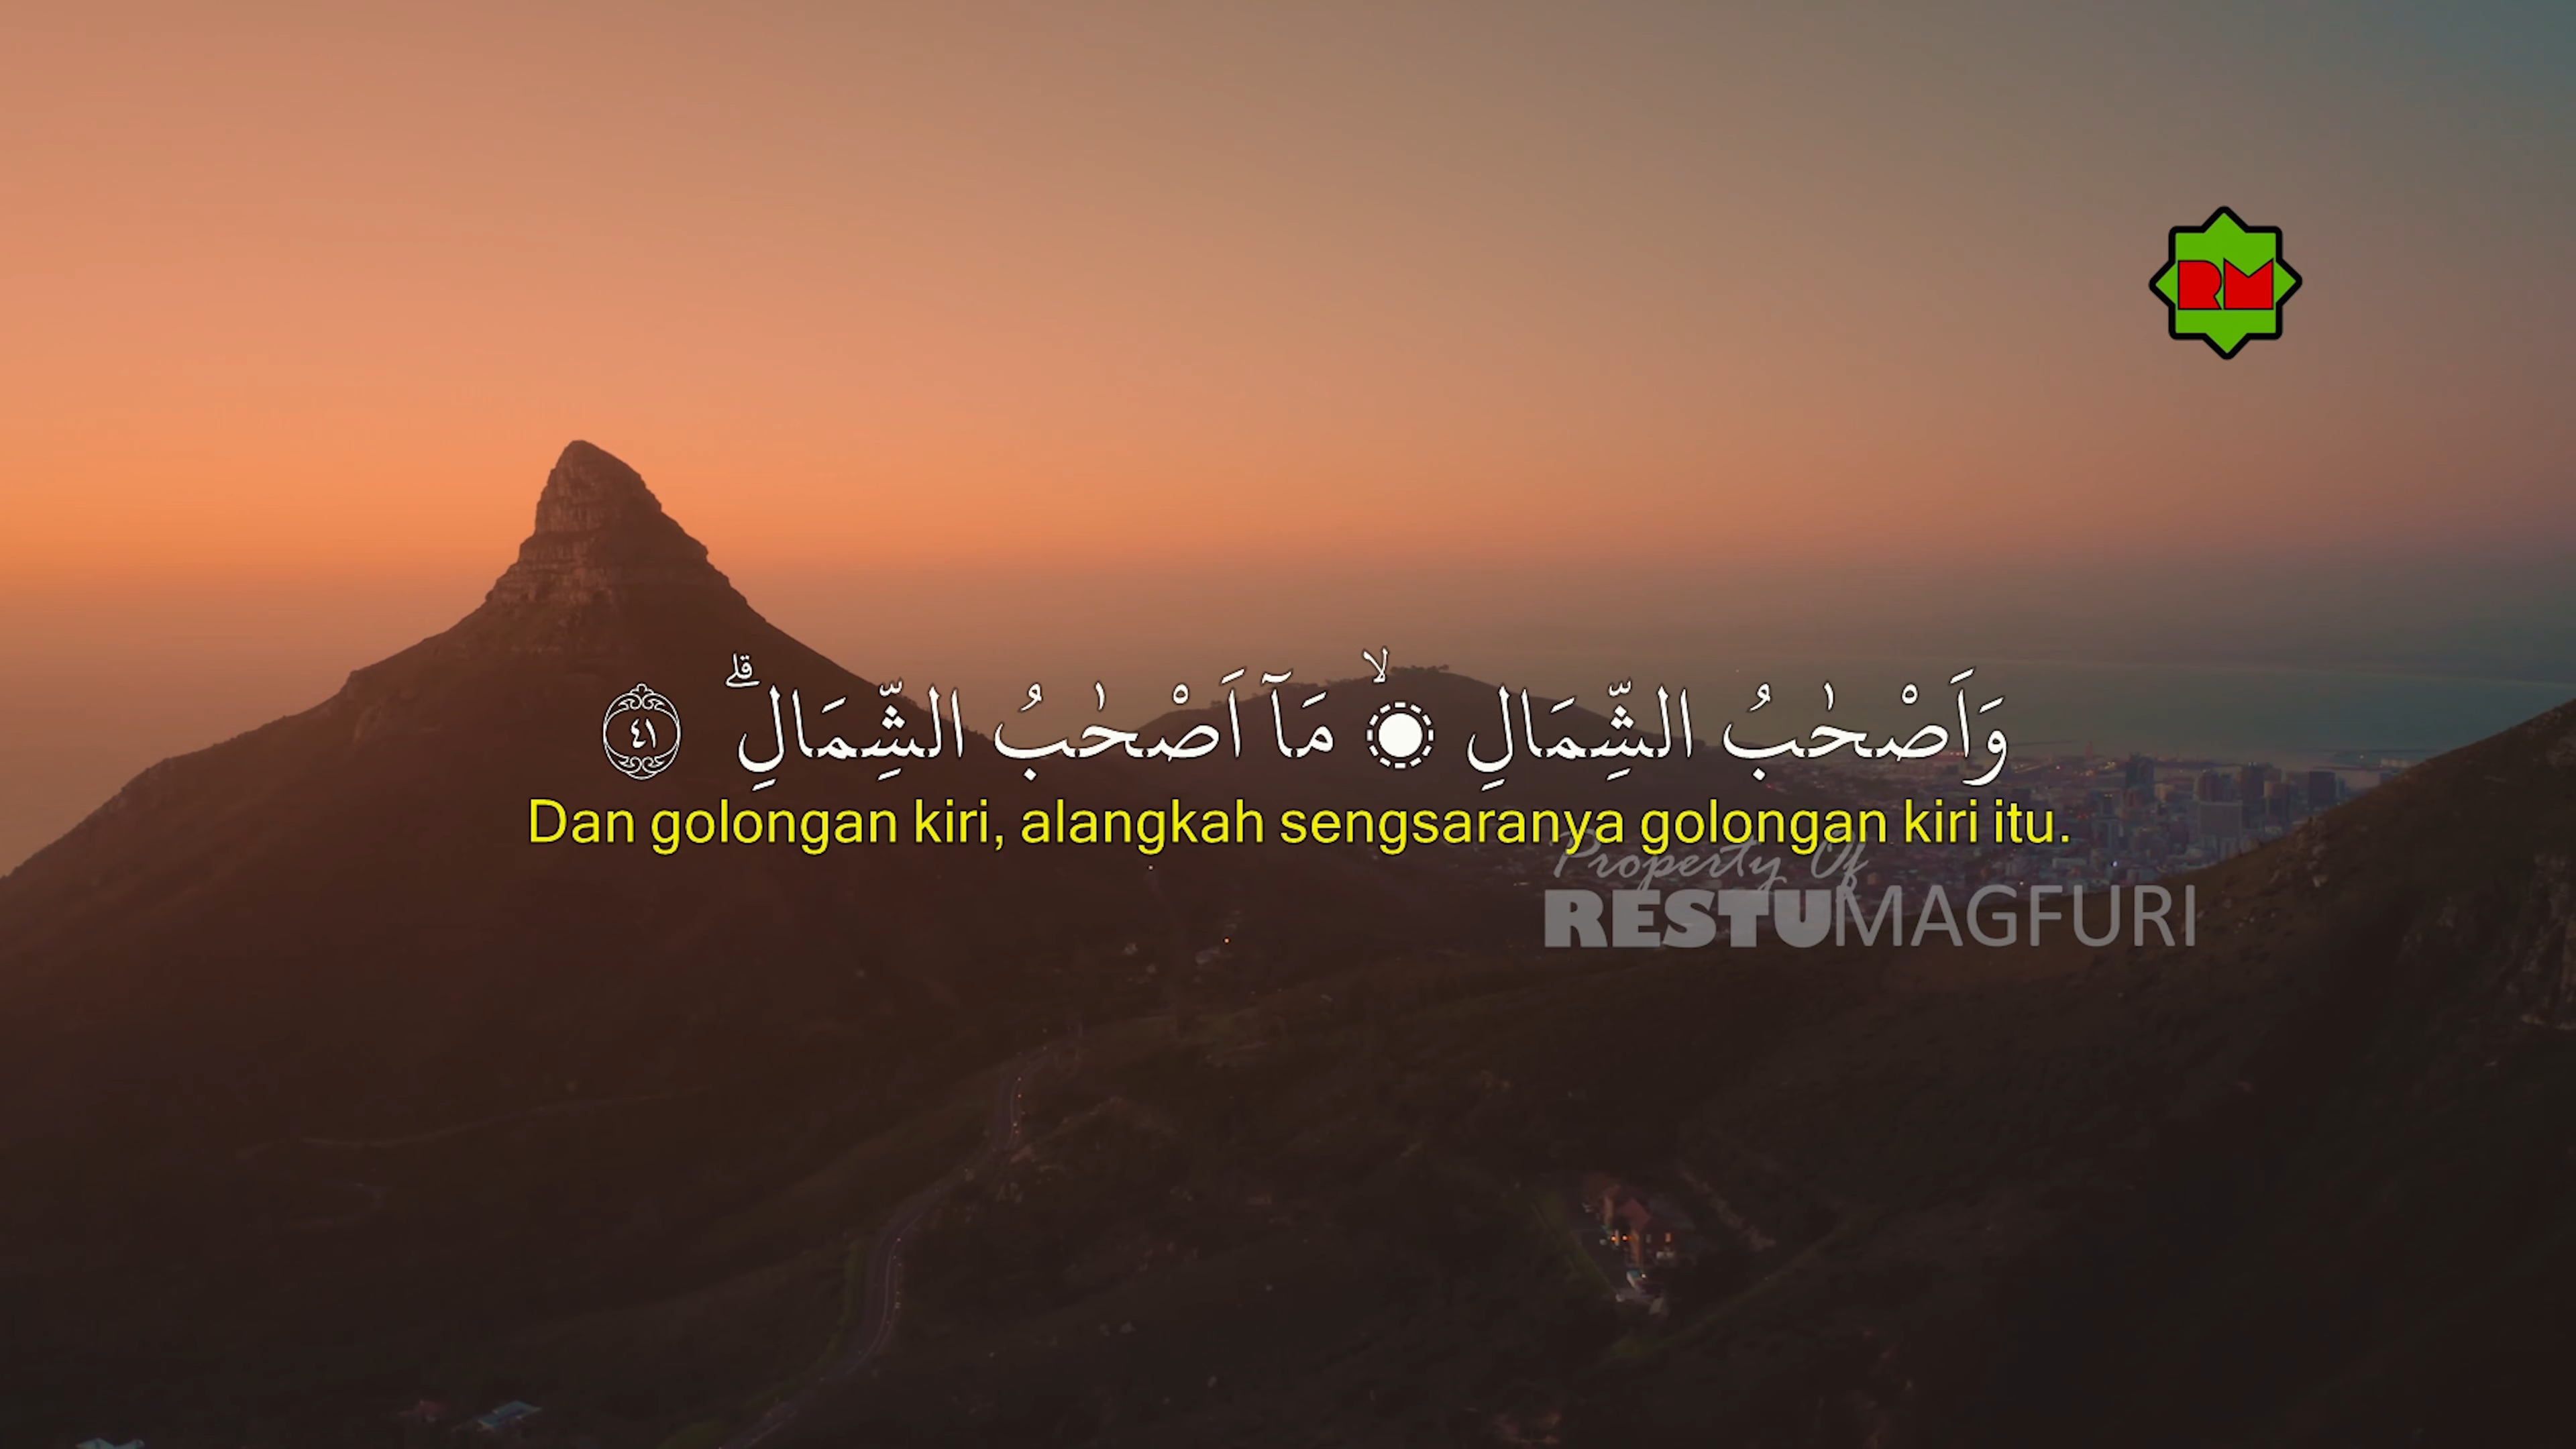 RM
وَاَصْحٰبُ الشِّمَالِ ۙ مَآ اَصْحٰبُ الشِّمَالِۗ ٤١
Dan golongan kiri, alangkah sengsaranya golongan kiri itu.
Property Of
RESTUMAGFURI